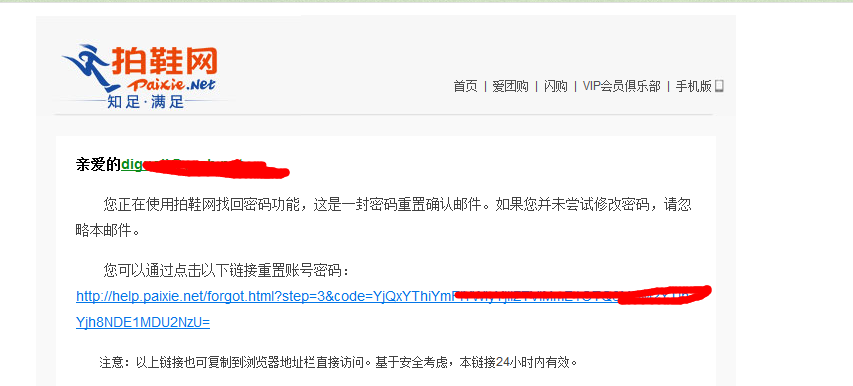 拍鞋网
Paixie.Net
知足·满足
首页 | 爱团购 | 闪购 | VIP会员俱乐部 | 手机版
亲爱的dig
您正在使用拍鞋网找回密码功能，这是一封密码重置确认邮件。如果您并未尝试修改密码，请忽
略本邮件。
您可以通过点击以下链接重置账号密码：
http://help.paixie.net/forgot.html?step=3&code=YjQxYThiYm
Yjh8NDE1MDU2NzU=
注意：以上链接也可复制到浏览器地址栏直接访问。基于安全考虑，本链接24小时内有效。